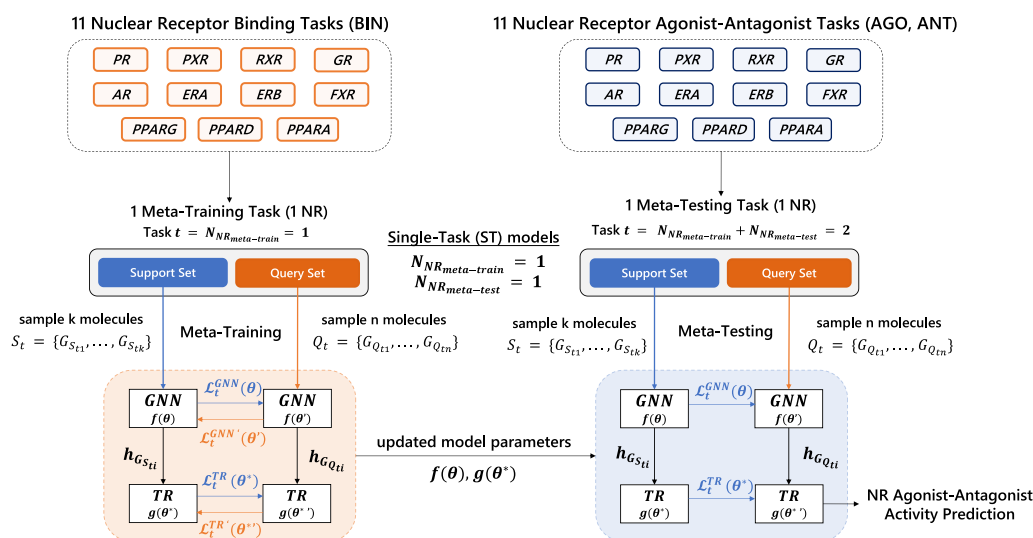 11 Nuclear Receptor Binding Tasks (BIN)
PR PXR RXR GR
AR ERA ERB FXR
PPARG PPARD PPARA
11 Nuclear Receptor Agonist-Antagonist Tasks (AGO, ANT)
PR PXR RXR GR
AR ERA ERB FXR
PPARG PPARD PPARA
1 Meta-Training Task (1 NR)
Task t = N_{NR_{meta-train}} = 1
Support Set Query Set
Single-Task (ST) models
N_{NR_{meta-train}} = 1
N_{NR_{meta-test}} = 1
1 Meta-Testing Task (1 NR)
Task t = N_{NR_{meta-train}} + N_{NR_{meta-test}} = 2
Support Set Query Set
sample k molecules
S_t = {G_{S_{t1}}, . . . , G_{S_{tk}}}
Meta-Training
sample n molecules
Q_t = {G_{Q_{t1}}, . . . , G_{Q_{tn}}}
sample k molecules
S_t = {G_{S_{t1}}, . . . , G_{S_{tk}}}
Meta-Testing
sample n molecules
Q_t = {G_{Q_{t1}}, . . . , G_{Q_{tn}}}
GNN
f(θ)
ℒ_t^{GNN}(θ)
ℒ_t^{GNN'}(θ')
GNN
f(θ')
h_{G_{S_{ti}}}
h_{G_{Q_{ti}}}
TR
g(θ*)
ℒ_t^{TR}(θ*)
ℒ_t^{TR'}(θ*')
TR
g(θ*')
updated model parameters
f(θ), g(θ*)
GNN
f(θ)
ℒ_t^{GNN}(θ)
GNN
f(θ')
h_{G_{S_{ti}}}
h_{G_{Q_{ti}}}
TR
g(θ*)
ℒ_t^{TR}(θ*)
TR
g(θ*')
NR Agonist-Antagonist
Activity Prediction